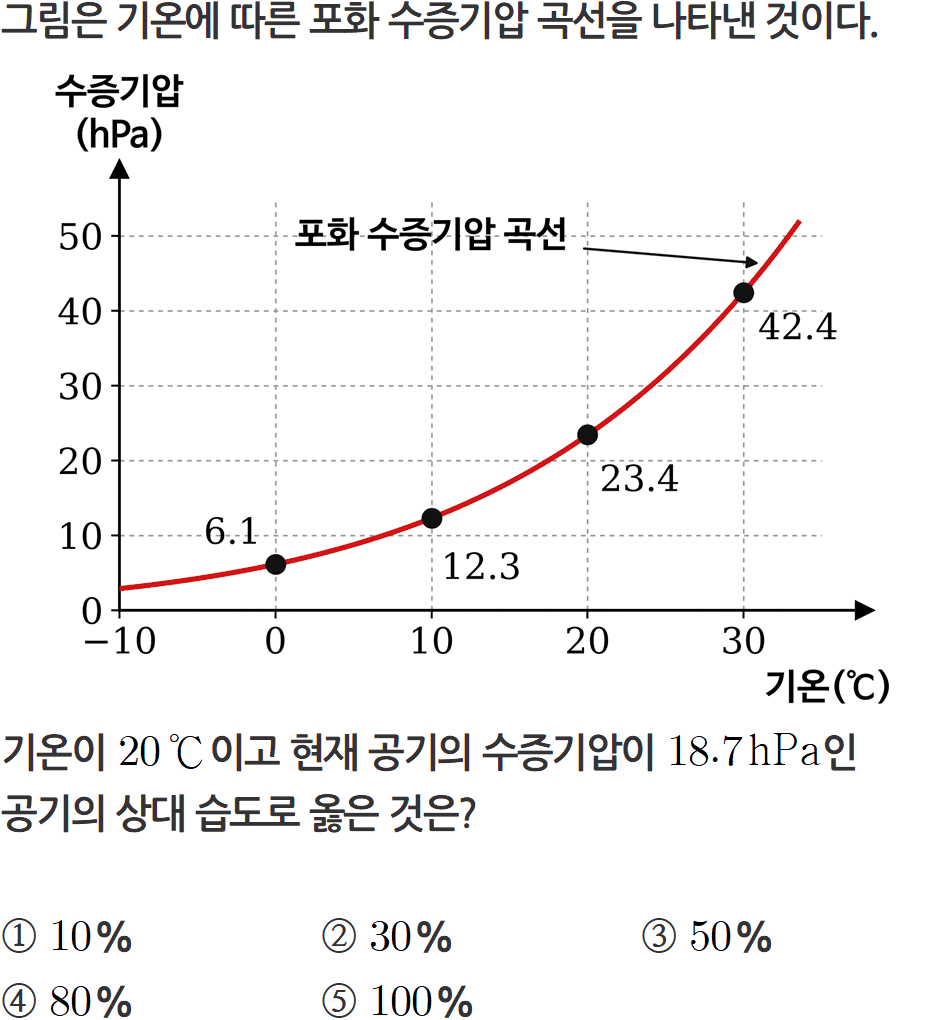 그림은 기온에 따른 포화 수증기압 곡선을 나타낸 것이다.
수증기압
(hPa)
50
포화 수증기압 곡선
40
42.4
30
20
23.4
10
6.1
12.3
0
−10 0 10 20 30
기온(℃)
기온이 20℃이고 현재 공기의 수증기압이 18.7hPa인
공기의 상대 습도로 옳은 것은?
① 10% ② 30% ③ 50%
④ 80% ⑤ 100%